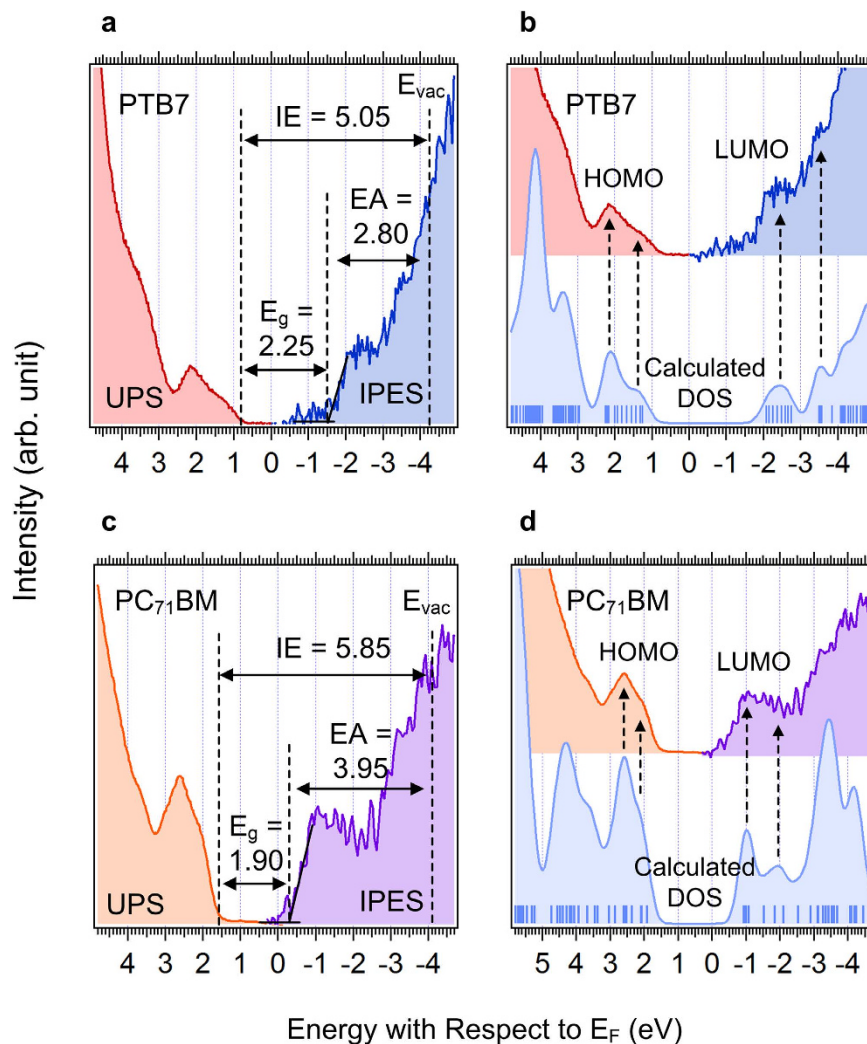 a
PTB7
E_vac
IE = 5.05
EA =
2.80
E_g =
2.25
UPS
IPES
4 3 2 1 0 -1 -2 -3 -4
b
PTB7
LUMO
HOMO
Calculated
DOS
4 3 2 1 0 -1 -2 -3 -4
c
PC₇₁BM
E_vac
IE = 5.85
EA =
3.95
E_g =
1.90
UPS
IPES
4 3 2 1 0 -1 -2 -3 -4
d
PC₇₁BM
HOMO
LUMO
Calculated
DOS
5 4 3 2 1 0 -1 -2 -3 -4
Intensity (arb. unit)
Energy with Respect to E_F (eV)